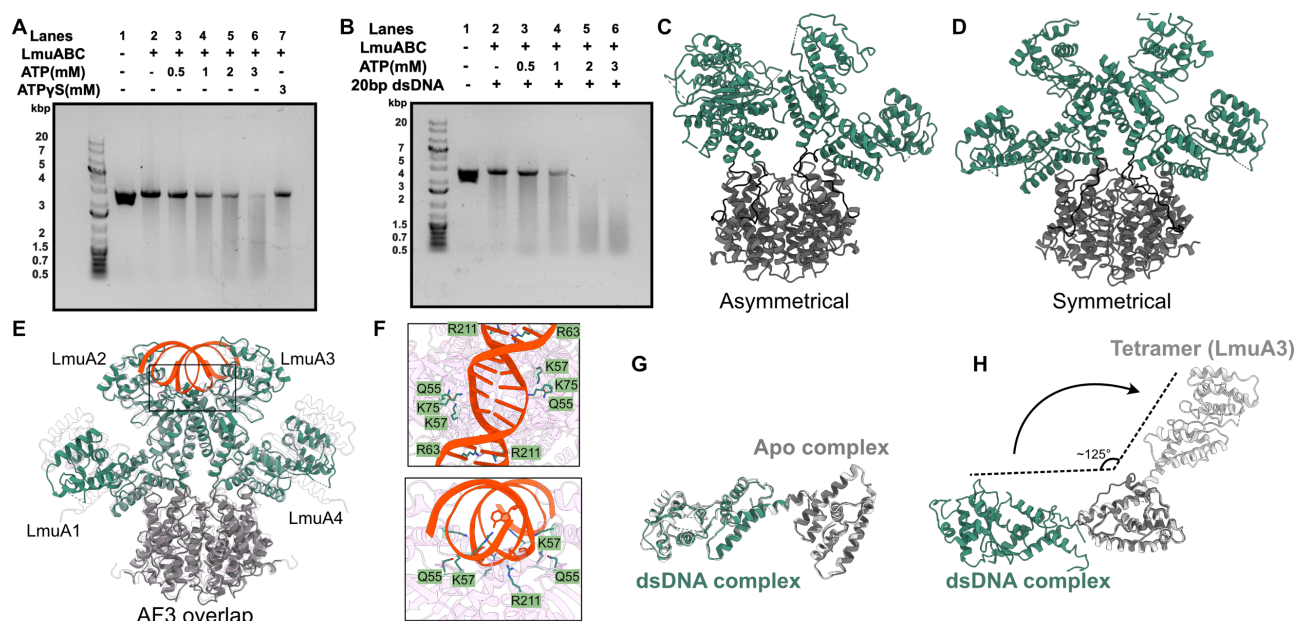 A
Lanes 1 2 3 4 5 6 7
LmuABC - + + + + + +
ATP(mM) - - 0.5 1 2 3 -
ATPγS(mM) 3
kbp
20
7
5
4
3
2
1.5
0.7
0.5
B
Lanes 1 2 3 4 5 6
LmuABC - + + + + +
ATP(mM) - - 0.5 1 2 3
20bp dsDNA - + + + + +
kbp
20
7
5
4
3
2
1.5
0.7
0.5
C
Asymmetrical
D
Symmetrical
E
LmuA2 LmuA3
LmuA1 LmuA4
AF3 overlap
F
R211 R63
K57
Q55 K75
K75 Q55
K57
R63 R211
K57
Q55 K57 Q55
R211
G
Apo complex
dsDNA complex
H
Tetramer (LmuA3)
~125°
dsDNA complex